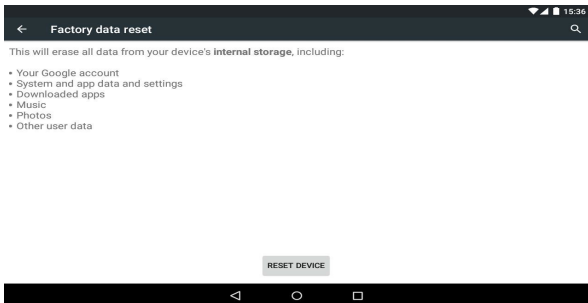 15:36
Factory data reset
This will erase all data from your device's internal storage, including:
• Your Google account
• System and app data and settings
• Downloaded apps
• Music
• Photos
• Other user data
RESET DEVICE